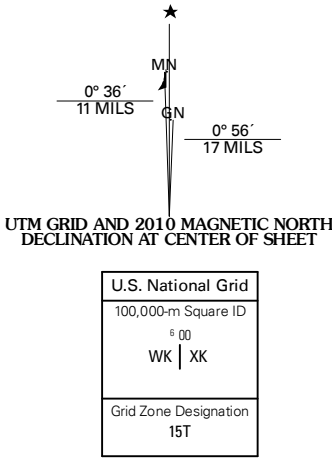 ★
MN
0° 36´
11 MILS
GN
0° 56´
17 MILS
UTM GRID AND 2010 MAGNETIC NORTH
DECLINATION AT CENTER OF SHEET
U.S. National Grid
100,000-m Square ID
6 00
WK XK
Grid Zone Designation
15T